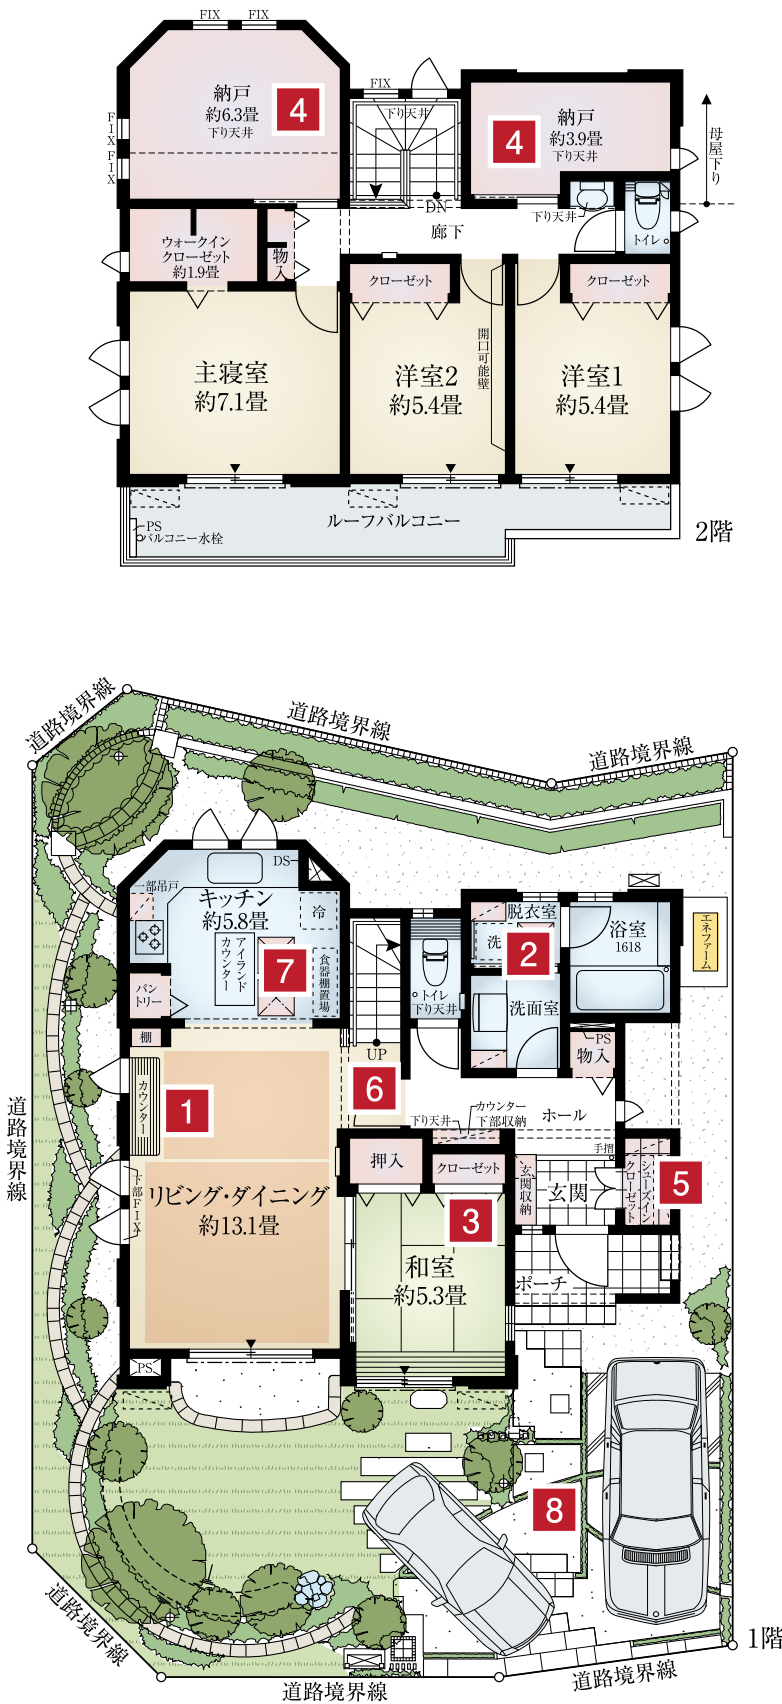 FIX
FIX
納戸
約6.3畳
下り天井
4
FIX
下り天井
納戸
約3.9畳
下り天井
4
FIX
FIX
母屋下り
DN
廊下
下り天井
トイレ
ウォークイン
クローゼット
約1.9畳
物入
クローゼット
クローゼット
主寝室
約7.1畳
洋室2
約5.4畳
開口可能壁
洋室1
約5.4畳
ルーフバルコニー
PS
バルコニー水栓
2階
道路境界線
道路境界線
道路境界線
DS
一部吊戸
キッチン
約5.8畳
冷
アイランド
カウンター
食器棚置場
7
パン
トリー
棚
カウンター
1
UP
6
トイレ
下り天井
脱衣室
洗
2
洗面室
浴室
1618
エネファーム
PS
物入
ホール
カウンター
下部収納
下り天井
手摺
押入
クローゼット
玄関収納
玄関
シューズイン
クローゼット
5
下部FIX
リビング・ダイニング
約13.1畳
3
和室
約5.3畳
ポーチ
道路境界線
PS
8
道路境界線
道路境界線
道路境界線
1階